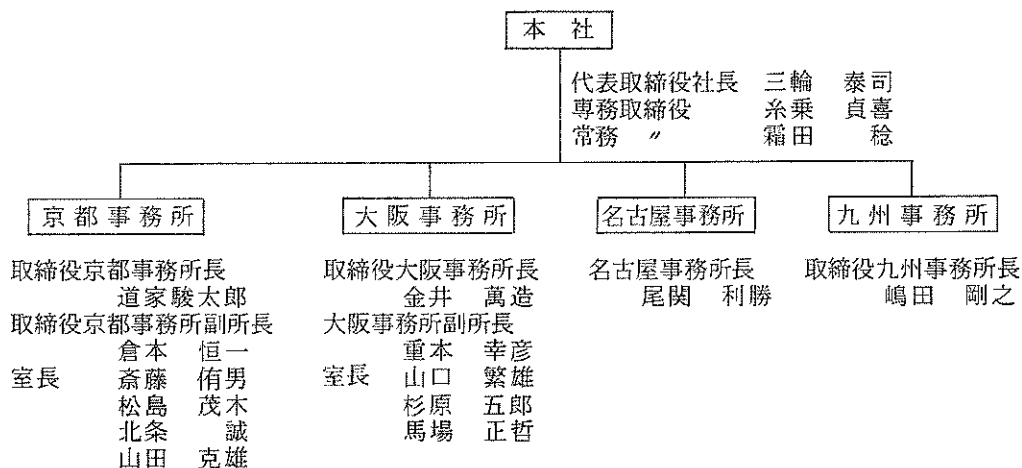 本社
代表取締役社長 三輪 泰司
専務取締役 糸乗 貞喜
常務 〃 霜田 稔
京都事務所
取締役京都事務所長
道家駿太郎
取締役京都事務所副所長
倉本 恒一
室長 斎藤 侑男
松島 茂木
北条 誠
山田 克雄
大阪事務所
取締役大阪事務所長
金井 萬造
大阪事務所副所長
重本 幸彦
室長 山口 繁雄
杉原 五郎
馬場 正哲
名古屋事務所
名古屋事務所長
尾関 利勝
九州事務所
取締役九州事務所長
嶋田 剛之